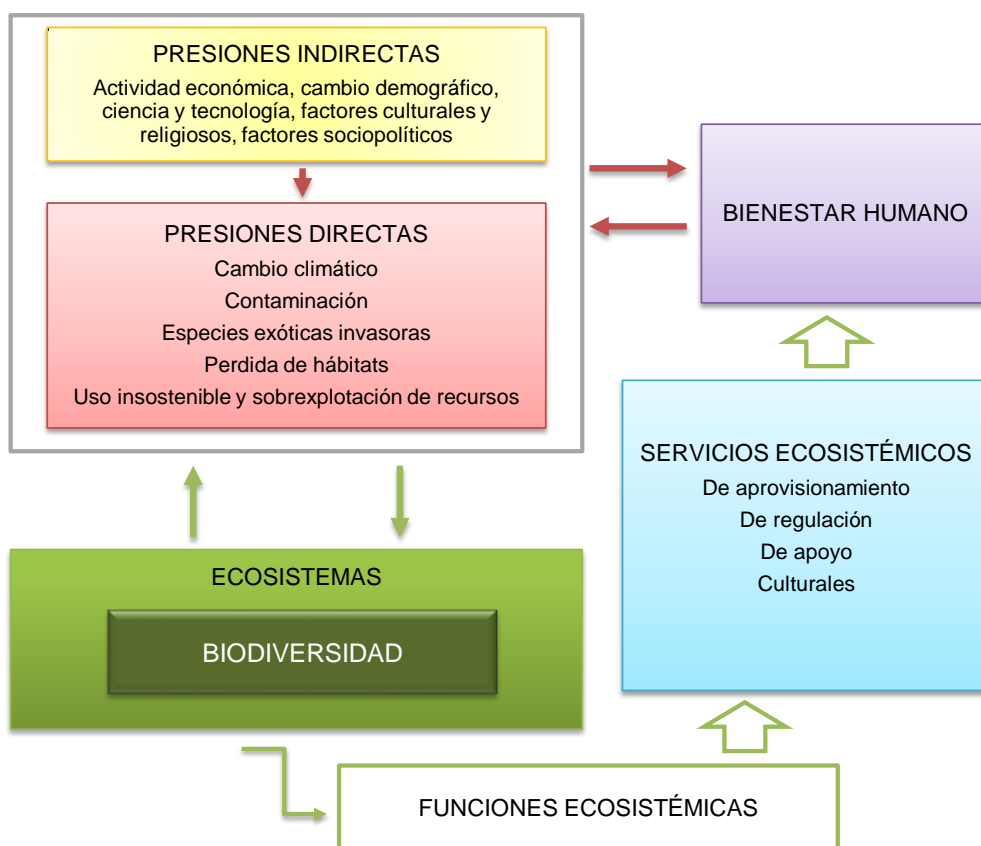 PRESIONES INDIRECTAS
Actividad económica, cambio demográfico,
ciencia y tecnología, factores culturales y
religiosos, factores sociopolíticos
PRESIONES DIRECTAS
Cambio climático
Contaminación
Especies exóticas invasoras
Perdida de hábitats
Uso insostenible y sobrexplotación de recursos
BIENESTAR HUMANO
SERVICIOS ECOSISTÉMICOS
De aprovisionamiento
De regulación
De apoyo
Culturales
ECOSISTEMAS
BIODIVERSIDAD
FUNCIONES ECOSISTÉMICAS